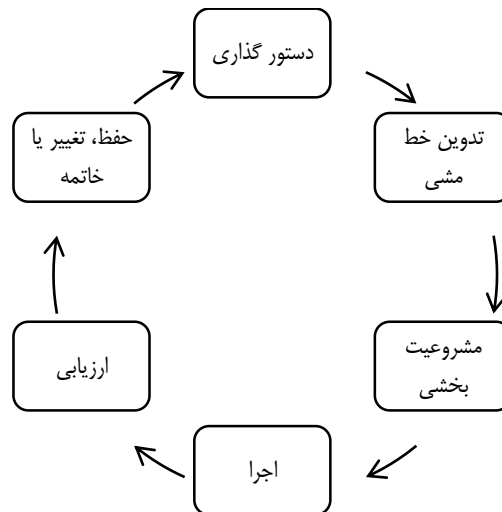 دستور گذاری
تدوین خط
مشی
مشروعیت
بخشی
اجرا
ارزیابی
حفظ، تغییر یا
خاتمه